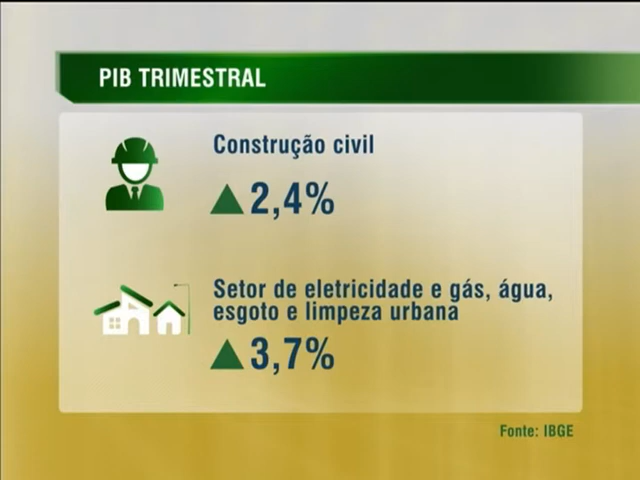 PIB TRIMESTRAL
Construção civil
▲2,4%
Setor de eletricidade e gás, água,
esgoto e limpeza urbana
▲3,7%
Fonte: IBGE